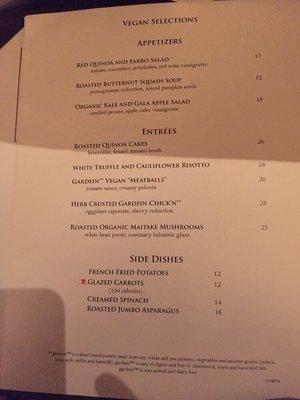 VEGAN SELECTIONS
APPETIZERS
RED QUINOA AND FARRO SALAD 17
tomato, cucumber, artichokes, red wine vinaigrette
ROASTED BUTTERNUT SQUASH SOUP 12
pomegranate reduction, spiced pumpkin seeds
ORGANIC KALE AND GALA APPLE SALAD 18
candied pecans, apple cider vinaigrette
ENTRÉES
ROASTED QUINOA CAKES 26
broccolini, fennel, tomato broth
WHITE TRUFFLE AND CAULIFLOWER RISOTTO 24
GARDEIN™ VEGAN "MEATBALLS" 26
tomato sauce, creamy polenta
HERB CRUSTED GARDEIN CHICK'N™ 28
eggplant caponata, sherry reduction
ROASTED ORGANIC MAITAKE MUSHROOMS 25
white bean purée, rosemary balsamic glaze
SIDE DISHES
FRENCH FRIED POTATOES 12
GLAZED CARROTS 12
(130 calories)
CREAMED SPINACH 14
ROASTED JUMBO ASPARAGUS 16
**gardein™ is a plant based protein made from soy, wheat and pea proteins, vegetables and ancient grains (quinoa,
amaranth, millet and kamut®). gardein™ is easy to digest and free of cholesterol, trans and saturated fats
gardein™ is also animal and dairy free.
11/18/14